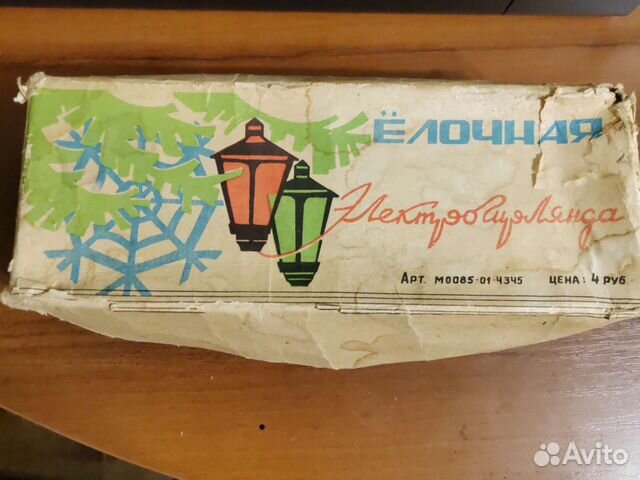 ЁЛОЧНАЯ
Электрогирлянда
АРТ. М0085-01-4345 ЦЕНА: 4 РУБ.
Avito